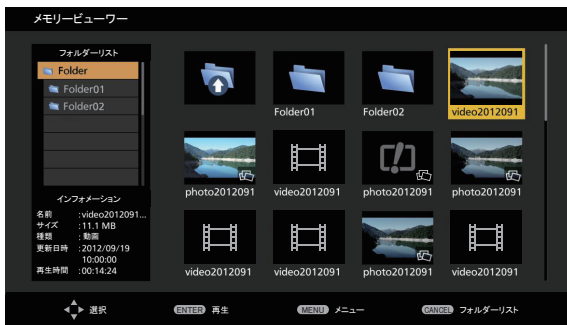 メモリービューワー
フォルダーリスト
Folder
Folder01
Folder02
インフォメーション
名前 :video2012091...
サイズ :11.1 MB
種類 :動画
更新日時 :2012/09/19
10:00:00
再生時間 :00:14:24
Folder01 Folder02 video2012091
photo2012091 video2012091 photo2012091 photo2012091
video2012091 video2012091 photo2012091 video2012091
選択 ENTER 再生 MENU メニュー CANCEL フォルダーリスト